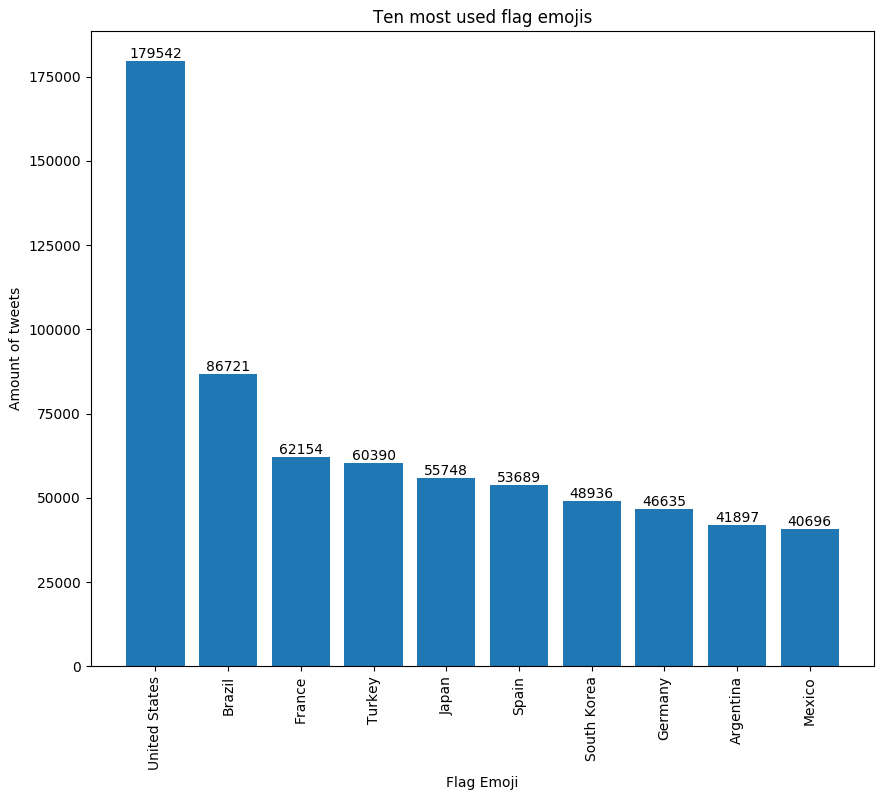 Ten most used flag emojis
179542
86721
62154
60390
55748
53689
48936
46635
41897
40696
175000
150000
125000
100000
75000
50000
25000
0
Amount of tweets
United States
Brazil
France
Turkey
Japan
Spain
South Korea
Germany
Argentina
Mexico
Flag Emoji